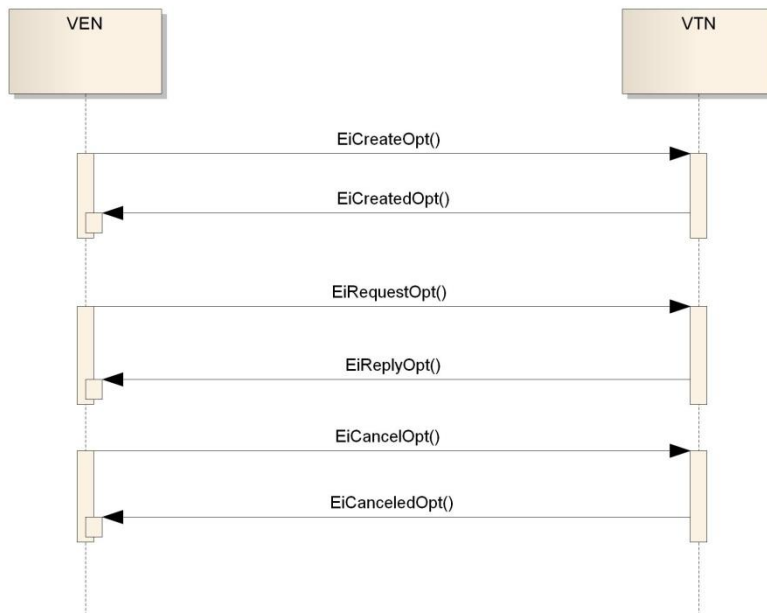 VEN
VTN
EiCreateOpt()
EiCreatedOpt()
EiRequestOpt()
EiReplyOpt()
EiCancelOpt()
EiCanceledOpt()